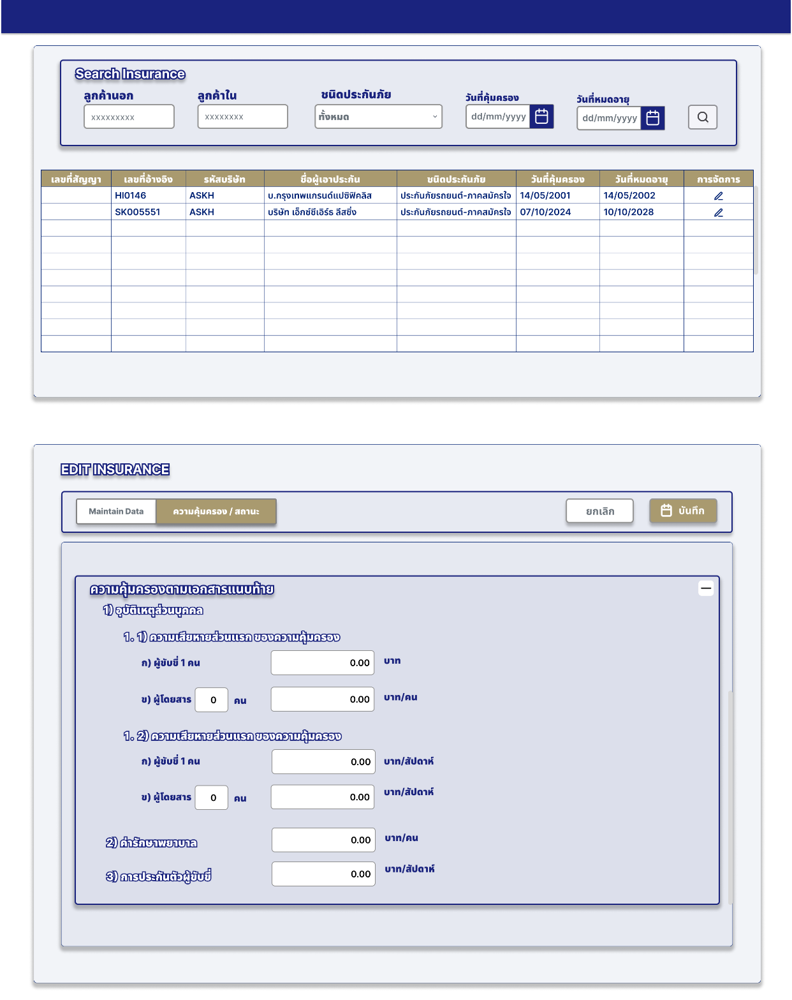 Search Insurance
ลูกค้านอก ลูกค้าใน ชนิดประกันภัย วันที่คุ้มครอง วันที่หมดอายุ
xxxxxxxxx xxxxxxxx ทั้งหมด dd/mm/yyyy dd/mm/yyyy
เลขที่สัญญา เลขที่อ้างอิง รหัสบริษัท ชื่อผู้เอาประกัน ชนิดประกันภัย วันที่คุ้มครอง วันที่หมดอายุ การจัดการ
HI0146 ASKH บ.กรุงเทพแกรนด์แปซิฟิคลิส ประกันภัยรถยนต์-ภาคสมัครใจ 14/05/2001 14/05/2002
SK005551 ASKH บริษัท เอ็กซ์ซีเอิร์ธ ลีสซิ่ง ประกันภัยรถยนต์-ภาคสมัครใจ 07/10/2024 10/10/2028
EDIT INSURANCE
Maintain Data ความคุ้มครอง / สถานะ ยกเลิก บันทึก
ความคุ้มครองตามเอกสารแนบท้าย
1) อุบัติเหตุส่วนบุคคล
1. 1) ความเสียหายส่วนแรก ของความคุ้มครอง
ก) ผู้ขับขี่ 1 คน 0.00 บาท
ข) ผู้โดยสาร 0 คน 0.00 บาท/คน
1. 2) ความเสียหายส่วนแรก ของความคุ้มครอง
ก) ผู้ขับขี่ 1 คน 0.00 บาท/สัปดาห์
ข) ผู้โดยสาร 0 คน 0.00 บาท/สัปดาห์
2) ค่ารักษาพยาบาล 0.00 บาท/คน
3) การประกันตัวผู้ขับขี่ 0.00 บาท/สัปดาห์